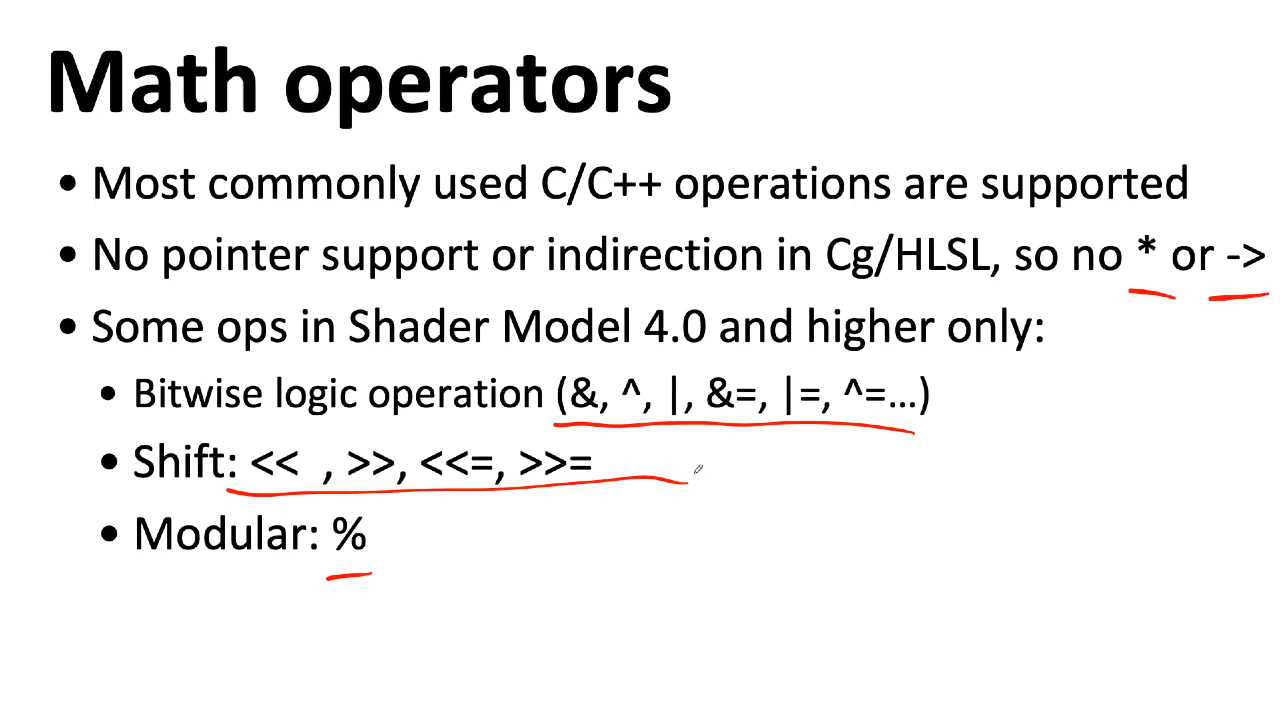 Math operators
• Most commonly used C/C++ operations are supported
• No pointer support or indirection in Cg/HLSL, so no * or ->
• Some ops in Shader Model 4.0 and higher only:
• Bitwise logic operation (&, ^, |, &=, |=, ^=…)
• Shift: <<  , >>, <<=, >>=
• Modular: %